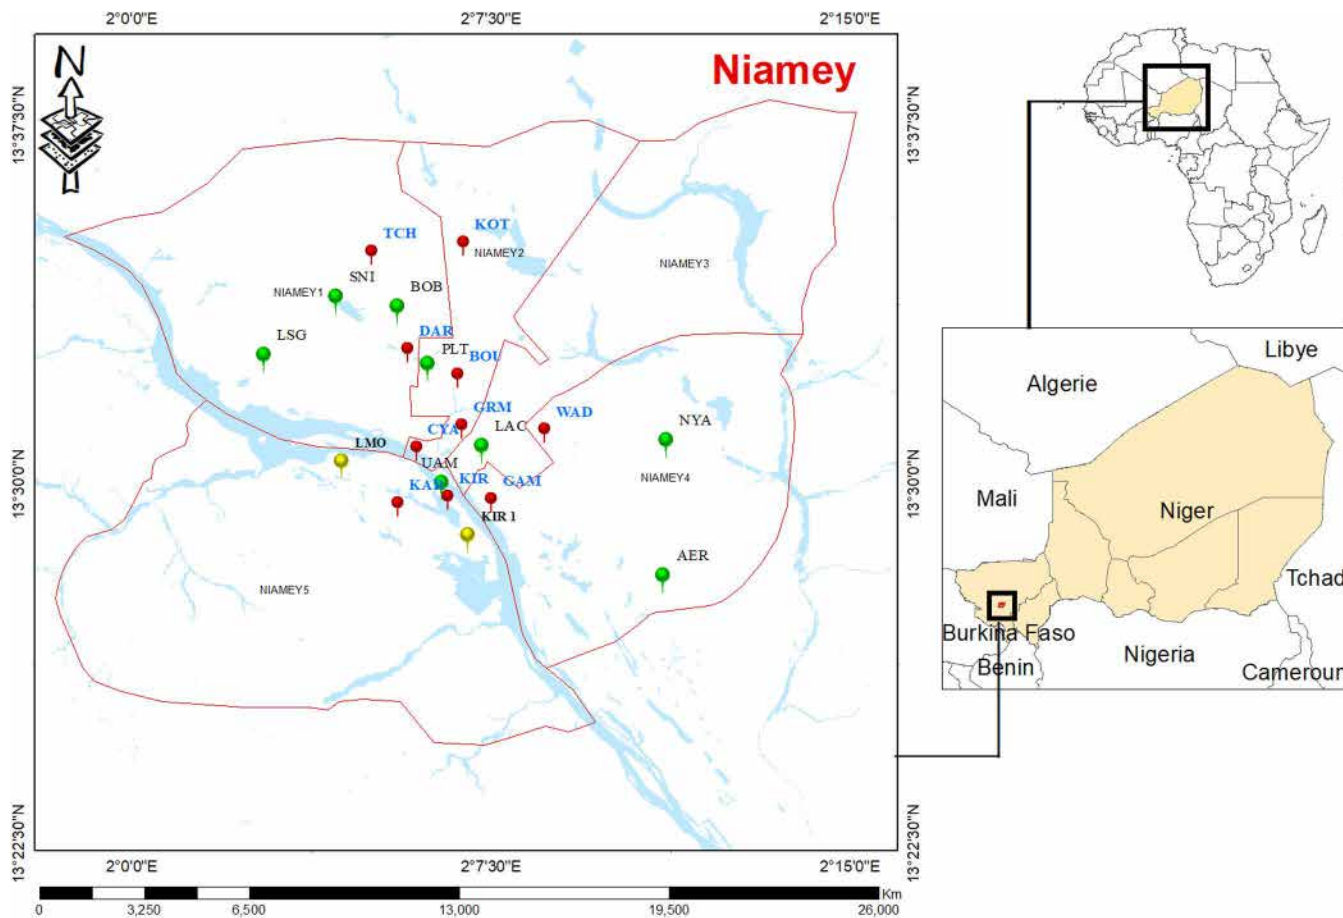 2°0'0"E 2°7'30"E 2°15'0"E
N
Niamey
13°37'30"N
13°37'30"N
TCH
KOT
NIAMEY2
NIAMEY3
SNI
NIAMEY1
BOB
LSG
DAR
PLT
BOU
GRM
WAD
CYA
LAC
NYA
LMO
UAM
KIR
GAM
NIAMEY4
KIR 1
AER
NIAMEY5
13°30'0"N
13°30'0"N
13°22'30"N
13°22'30"N
2°0'0"E 2°7'30"E 2°15'0"E
Km
0 3,250 6,500 13,000 19,500 26,000
Libye
Algerie
Mali
Niger
Tchad
Burkina Faso
Benin
Nigeria
Cameroun